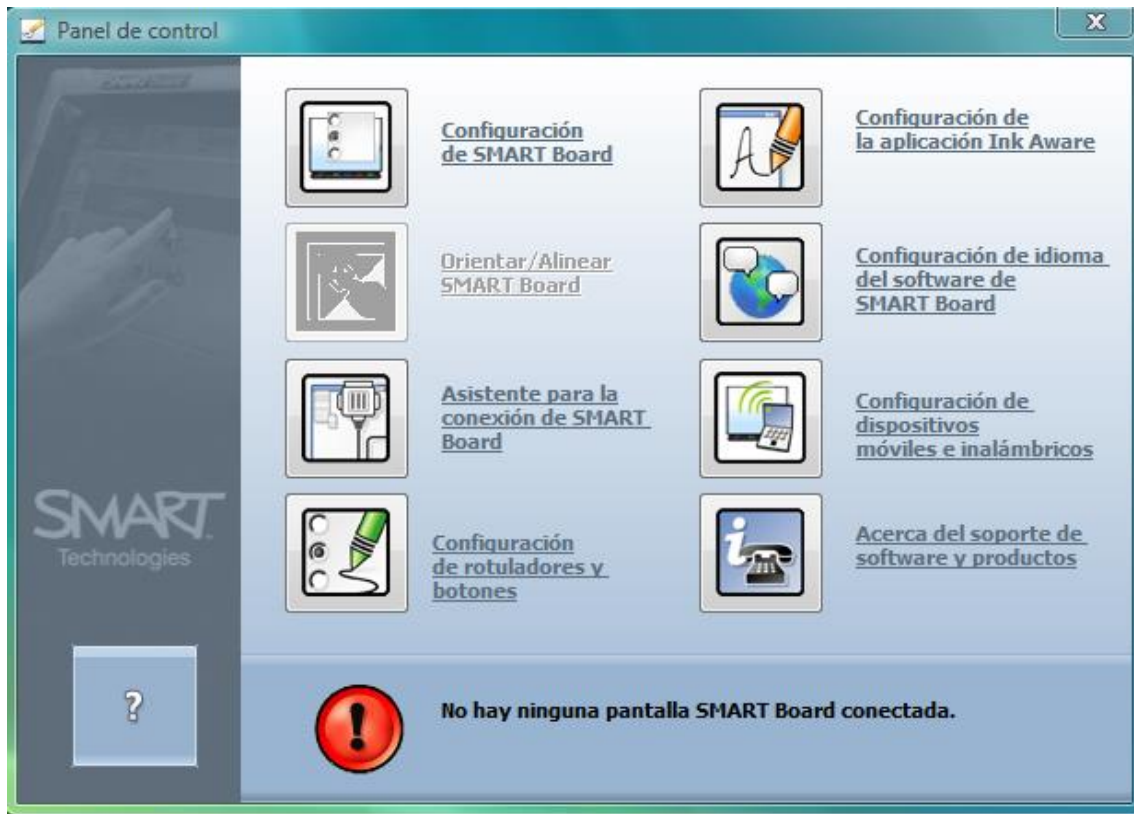 Panel de control
Configuración
de SMART Board
Configuración de
la aplicación Ink Aware
Orientar/Alinear
SMART Board
Configuración de idioma
del software de
SMART Board
Asistente para la
conexión de SMART
Board
Configuración de
dispositivos
móviles e inalámbricos
Configuración
de rotuladores y
botones
Acerca del soporte de
software y productos
SMART
Technologies
?
No hay ninguna pantalla SMART Board conectada.